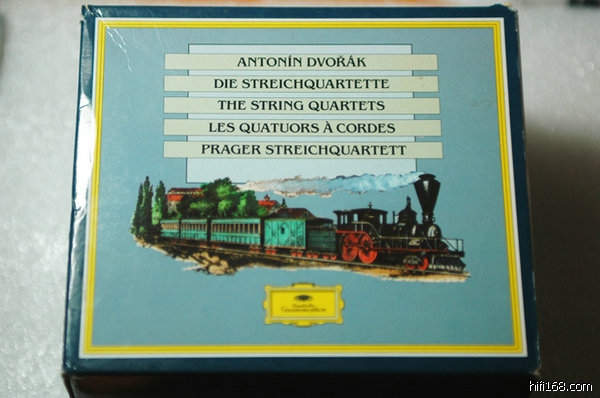 ANTONÍN DVOŘÁK
DIE STREICHQUARTETTE
THE STRING QUARTETS
LES QUATUORS À CORDES
PRAGER STREICHQUARTETT
Deutsche
Grammophon
hifi168.com